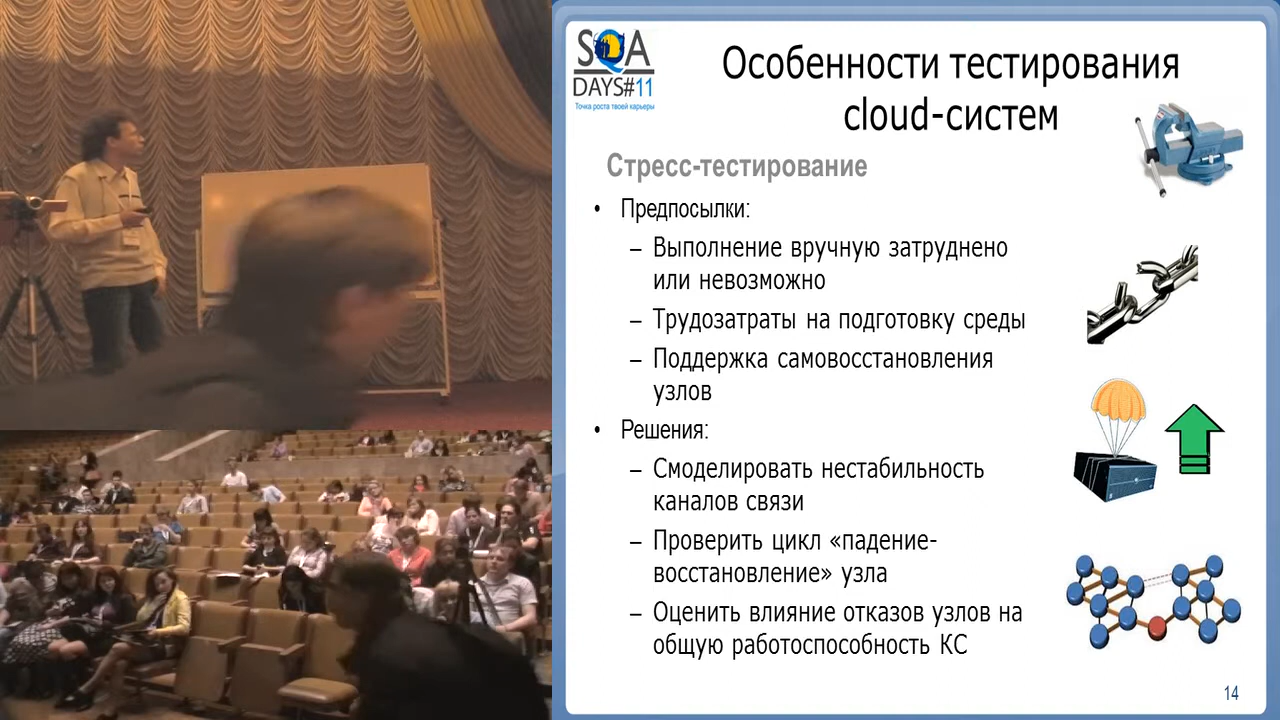 SQA
DAYS#11
Точка роста твоей карьеры
Особенности тестирования
cloud-систем
Стресс-тестирование
• Предпосылки:
– Выполнение вручную затруднено
или невозможно
– Трудозатраты на подготовку среды
– Поддержка самовосстановления
узлов
• Решения:
– Смоделировать нестабильность
каналов связи
– Проверить цикл «падение-
восстановление» узла
– Оценить влияние отказов узлов на
общую работоспособность КС
14